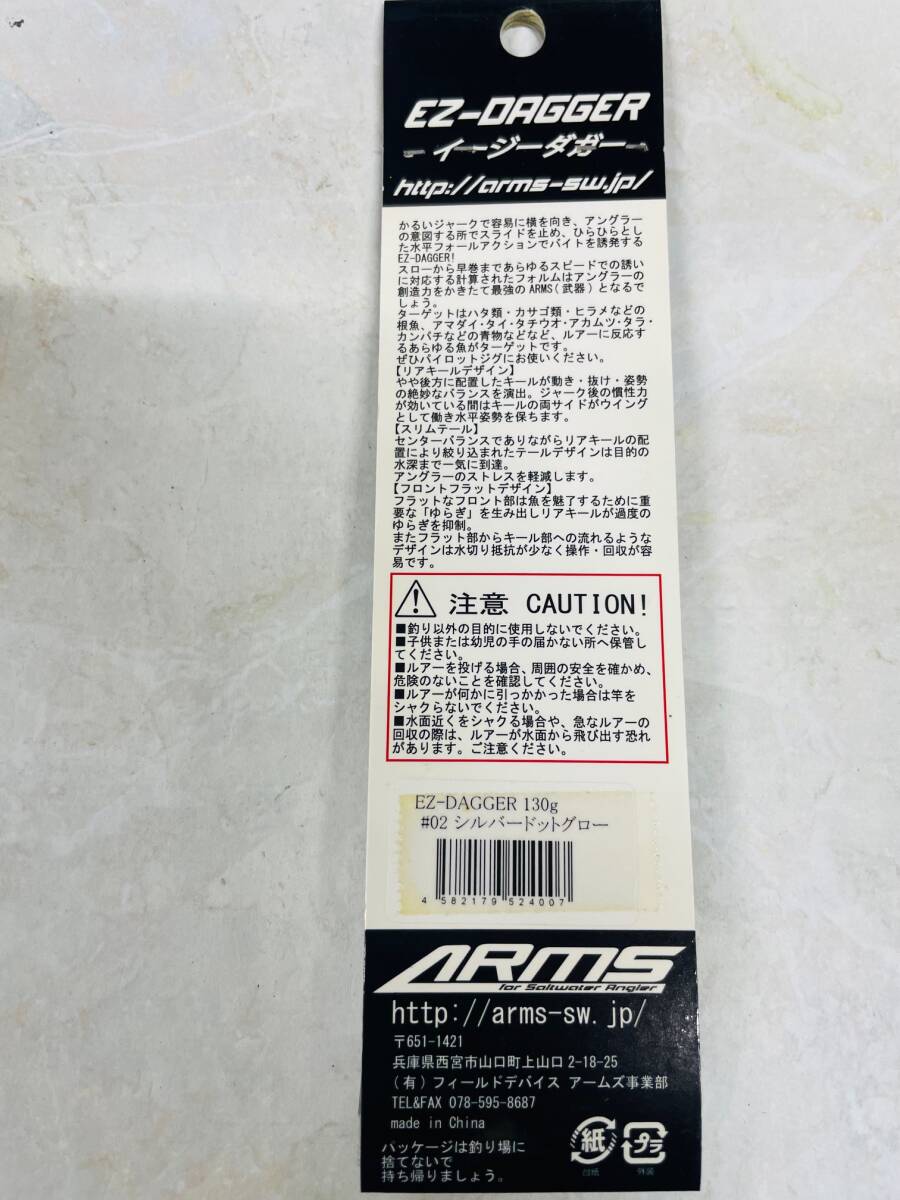 EZ-DAGGER
-イージーダガー-
http://arms-sw.jp/
かるいジャークで容易に横を向き、アングラー
の意図する所でスライドを止め、ひらひらとし
た水平フォールアクションでバイトを誘発する
EZ-DAGGER!
スローから早巻まであらゆるスピードでの誘い
に対応する計算されたフォルムはアングラーの
創造力をかきたて最強のARMS(武器)となるで
しょう。
ターゲットはハタ類・カサゴ類・ヒラメなどの
根魚、アマダイ・タイ・タチウオ・アカムツ・タラ・
カンパチなどの青物などなど、ルアーに反応す
るあらゆる魚がターゲットです。
ぜひパイロットジグにお使いください。
【リアキールデザイン】
やや後方に配置したキールが動き・抜け・姿勢
の絶妙なバランスを演出。ジャーク後の慣性力
が効いている間はキールの両サイドがウイング
として働き水平姿勢を保ちます。
【スリムテール】
センターバランスでありながらリアキールの配
置により絞り込まれたテールデザインは目的の
水深まで一気に到達。
アングラーのストレスを軽減します。
【フロントフラットデザイン】
フラットなフロント部は魚を魅了するために重
要な「ゆらぎ」を生み出しリアキールが過度の
ゆらぎを抑制。
またフラット部からキール部への流れるような
デザインは水切り抵抗が少なく操作・回収が容
易です。
注意 CAUTION!
■釣り以外の目的に使用しないでください。
■子供または幼児の手の届かない所へ保管し
てください。
■ルアーを投げる場合、周囲の安全を確かめ、
危険のないことを確認してください。
■ルアーが何かに引っかかった場合は竿を
シャクらないでください。
■水面近くをシャクる場合や、急なルアーの
回収の際は、ルアーが水面から飛び出す恐れ
があります。ご注意ください。
EZ-DAGGER 130g
#02 シルバードットグロー
4 582179 524007
ARMS
for Saltwater Angler
http://arms-sw.jp/
〒651-1421
兵庫県西宮市山口町上山口 2-18-25
(有)フィールドデバイス アームズ事業部
TEL&FAX 078-595-8687
made in China
パッケージは釣り場に
捨てないで
持ち帰りましょう。
紙
台紙
プラ
外装